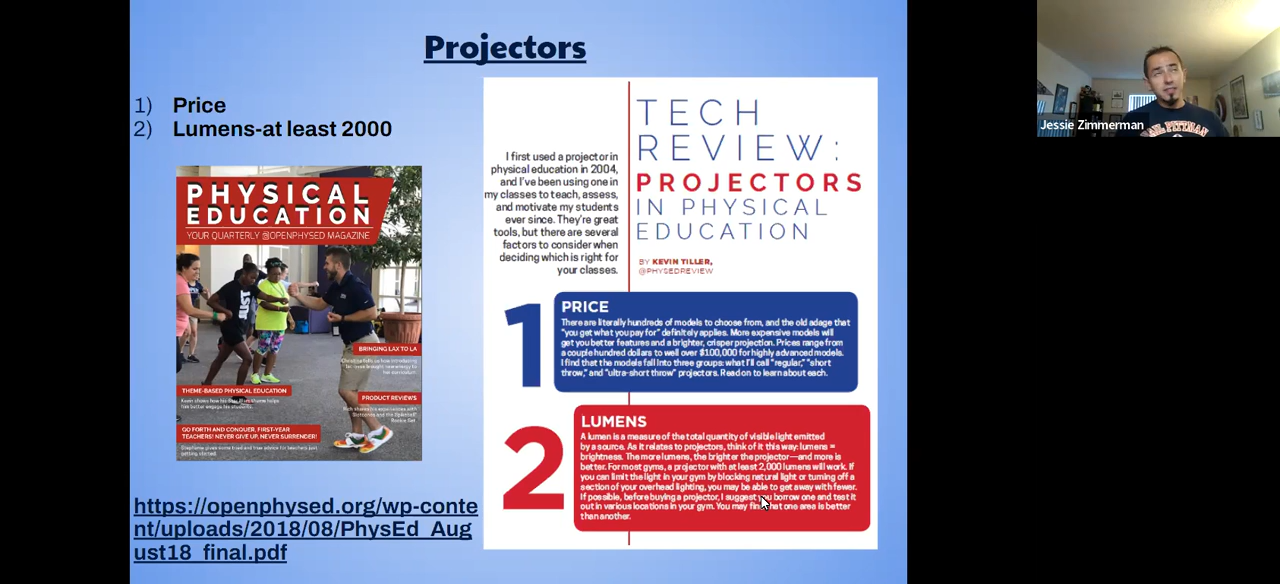 Projectors
1) Price
2) Lumens-at least 2000
PHYSICAL
EDUCATION
YOUR QUARTERLY @OPENPHYSED MAGAZINE
BRINGING LAX TO LA
THEME-BASED PHYSICAL EDUCATION
PRODUCT REVIEWS
GO FORTH AND CONQUER, FIRST-YEAR
TEACHERS! NEVER GIVE UP, NEVER SURRENDER!
https://openphysed.org/wp-conte
nt/uploads/2018/08/PhysEd_Aug
ust18_final.pdf
I first used a projector in
physical education in 2004,
and I've been using one in
my classes to teach, assess,
and motivate my students
ever since. They're great
tools, but there are several
factors to consider when
deciding which is right for
your classes.
TECH
REVIEW:
PROJECTORS
IN PHYSICAL
EDUCATION
BY KEVIN TILLER,
@PHYSEDREVIEW
1
PRICE
There are literally hundreds of models to choose from, and the old adage that
"you get what you pay for" definitely applies. More expensive models will
get you better features and a brighter, crisper projection. Prices range from
a couple hundred dollars to well over $100,000 for highly advanced models.
I find that the models fall into three groups: what I'll call "regular," "short
throw," and "ultra-short throw" projectors. Read on to learn about each.
2
LUMENS
A lumen is a measure of the total quantity of visible light emitted
by a source. As it relates to projectors, think of it this way: lumens =
brightness. The more lumens, the brighter the projector—and more is
better. For most gyms, a projector with at least 2,000 lumens will work. If
you can limit the light in your gym by blocking natural light or turning off a
section of your overhead lighting, you may be able to get away with fewer.
If possible, before buying a projector, I suggest you borrow one and test it
out in various locations in your gym. You may find that one area is better
than another.
Jessie Zimmerman